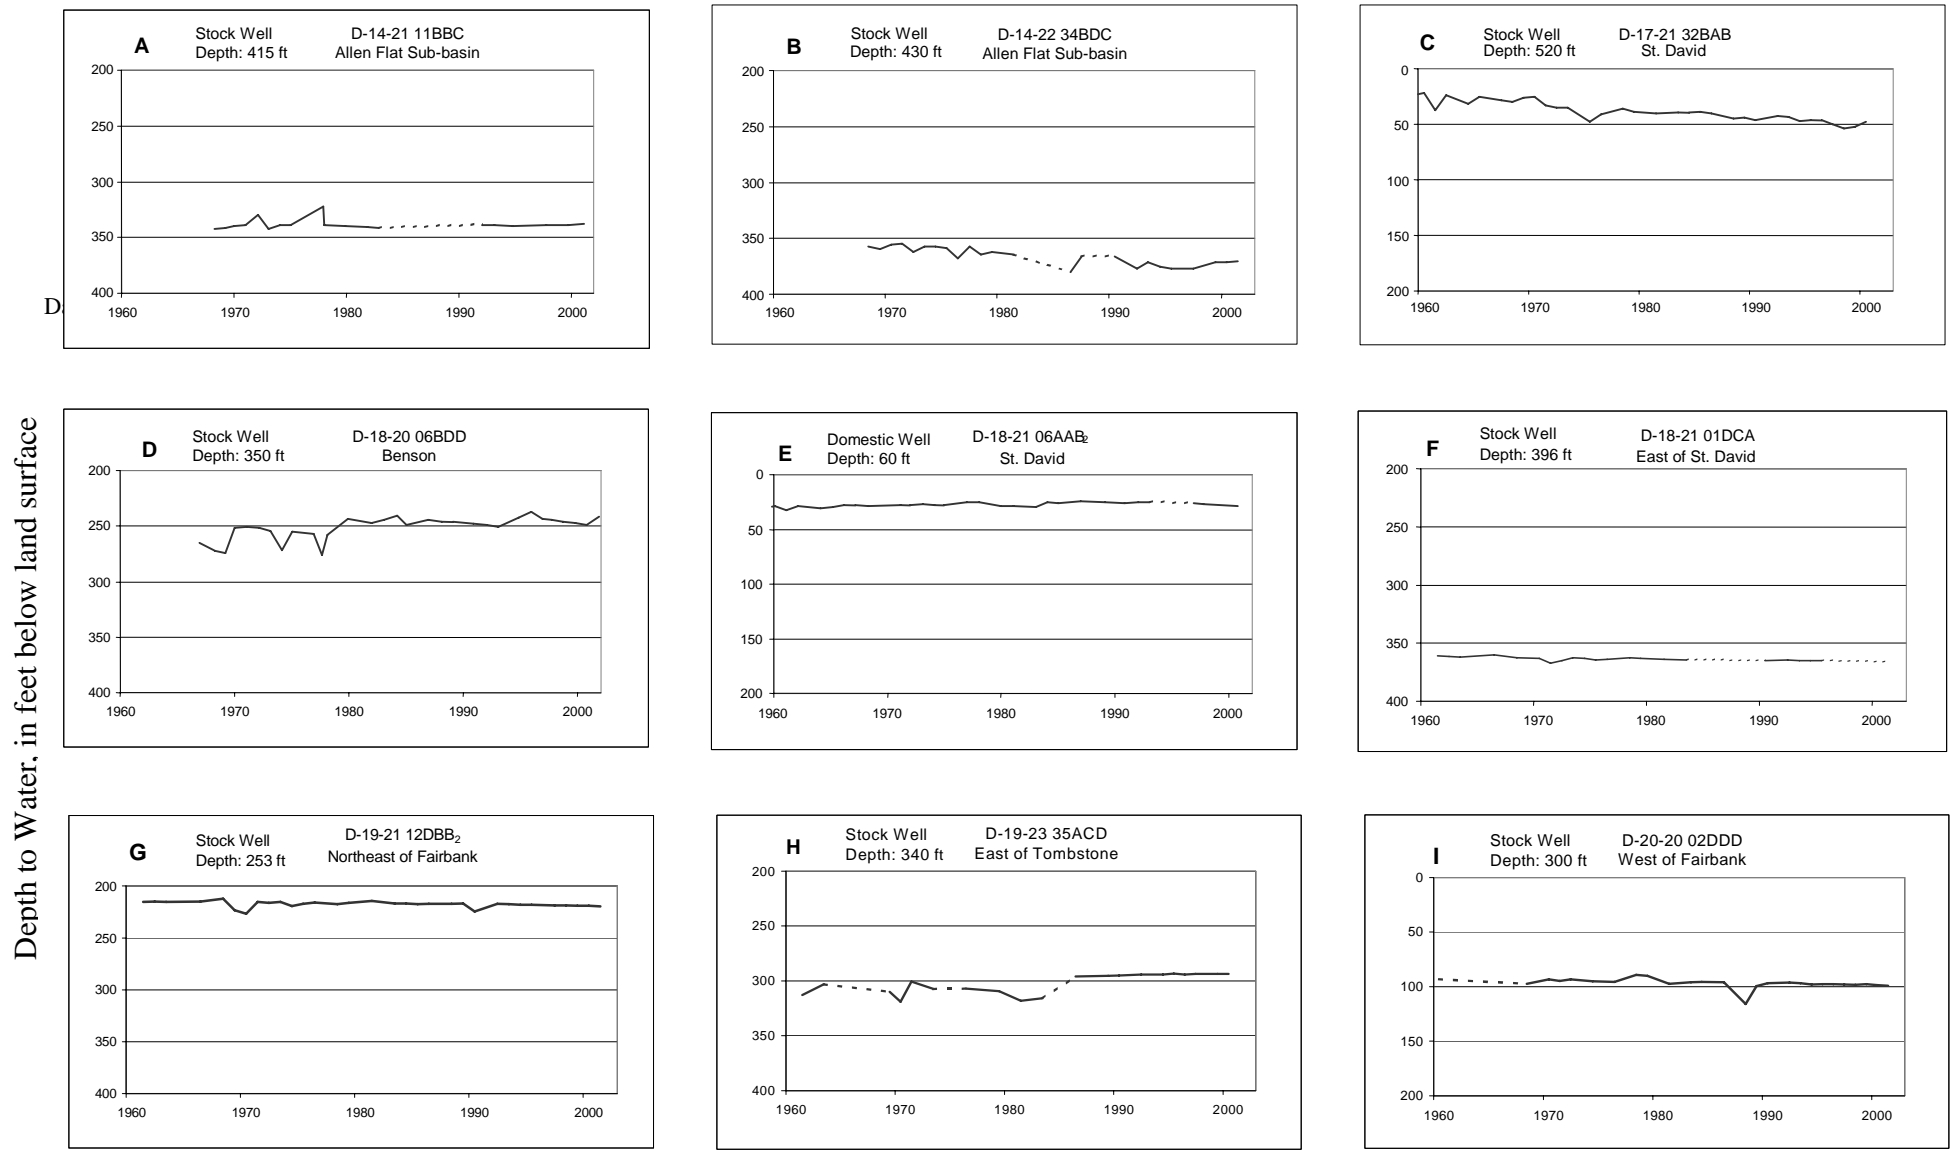 Depth to Water, in feet below land surface
D
A
Stock Well
Depth: 415 ft
D-14-21 11BBC
Allen Flat Sub-basin
200
250
300
350
400
1960 1970 1980 1990 2000
B
Stock Well
Depth: 430 ft
D-14-22 34BDC
Allen Flat Sub-basin
200
250
300
350
400
1960 1970 1980 1990 2000
C
Stock Well
Depth: 520 ft
D-17-21 32BAB
St. David
0
50
100
150
200
1960 1970 1980 1990 2000
D
Stock Well
Depth: 350 ft
D-18-20 06BDD
Benson
200
250
300
350
400
1960 1970 1980 1990 2000
E
Domestic Well
Depth: 60 ft
D-18-21 06AAB2
St. David
0
50
100
150
200
1960 1970 1980 1990 2000
F
Stock Well
Depth: 396 ft
D-18-21 01DCA
East of St. David
200
250
300
350
400
1960 1970 1980 1990 2000
G
Stock Well
Depth: 253 ft
D-19-21 12DBB2
Northeast of Fairbank
200
250
300
350
400
1960 1970 1980 1990 2000
H
Stock Well
Depth: 340 ft
D-19-23 35ACD
East of Tombstone
200
250
300
350
400
1960 1970 1980 1990 2000
I
Stock Well
Depth: 300 ft
D-20-20 02DDD
West of Fairbank
0
50
100
150
200
1960 1970 1980 1990 2000